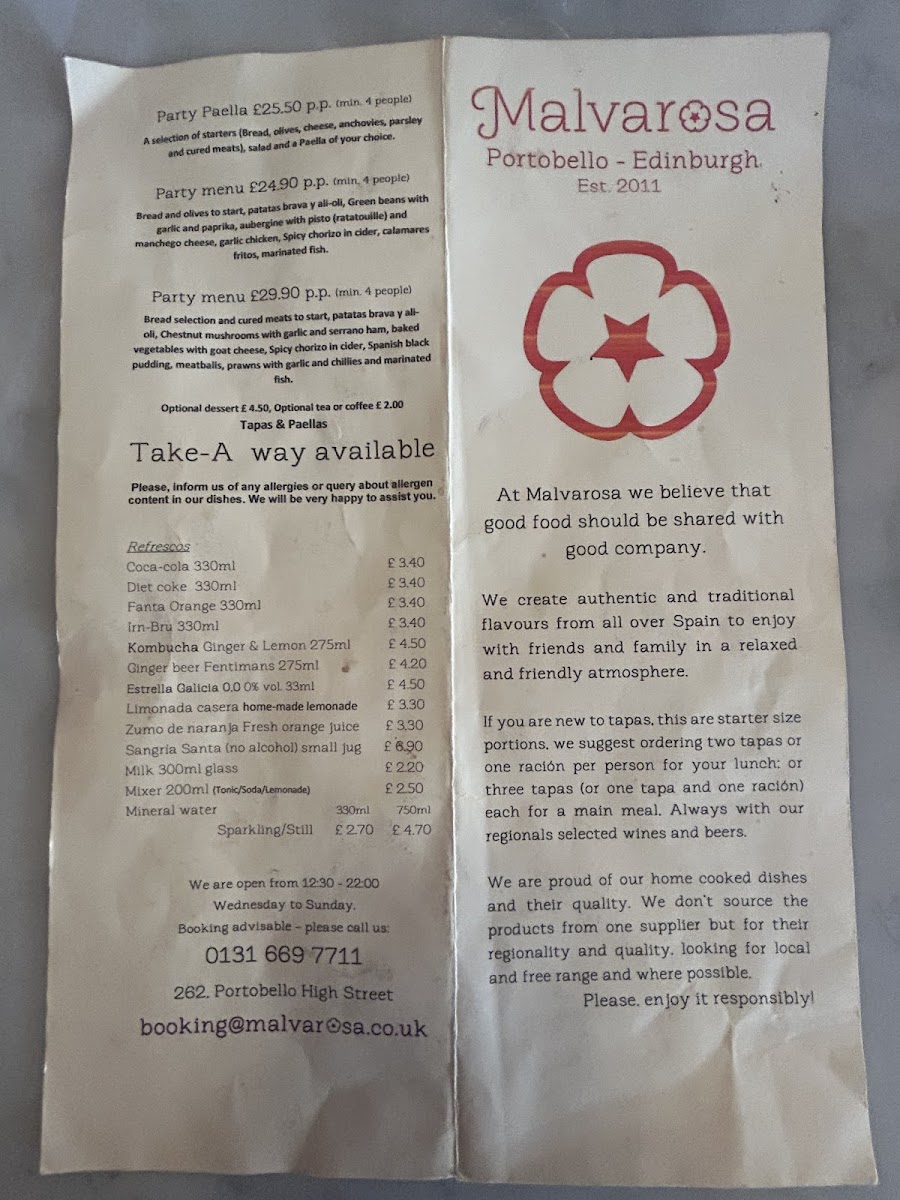 Party Paella £25.50 p.p. (min. 4 people)
A selection of starters (Bread, olives, cheese, anchovies, parsley
and cured meats), salad and a Paella of your choice.
Party menu £24.90 p.p. (min. 4 people)
Bread and olives to start, patatas brava y ali-oli, Green beans with
garlic and paprika, aubergine with pisto (ratatouille) and
manchego cheese, garlic chicken, Spicy chorizo in cider, calamares
fritos, marinated fish.
Party menu £29.90 p.p. (min. 4 people)
Bread selection and cured meats to start, patatas brava y ali-
oli, Chestnut mushrooms with garlic and serrano ham, baked
vegetables with goat cheese, Spicy chorizo in cider, Spanish black
pudding, meatballs, prawns with garlic and chillies and marinated
fish.
Optional dessert £ 4.50, Optional tea or coffee £ 2.00
Tapas & Paellas
Take-A way available
Please, inform us of any allergies or query about allergen
content in our dishes. We will be very happy to assist you.
Refrescos
Coca-cola 330ml £ 3.40
Diet coke 330ml £ 3.40
Fanta Orange 330ml £ 3.40
Irn-Bru 330ml £ 3.40
Kombucha Ginger & Lemon 275ml £ 4.50
Ginger beer Fentimans 275ml £ 4.20
Estrella Galicia 0.0 0% vol. 33ml £ 4.50
Limonada casera home-made lemonade £ 3.30
Zumo de naranja Fresh orange juice £ 3.30
Sangria Santa (no alcohol) small jug £ 6.90
Milk 300ml glass £ 2.20
Mixer 200ml (Tonic/Soda/Lemonade) £ 2.50
Mineral water 330ml 750ml
Sparkling/Still £ 2.70 £ 4.70
We are open from 12:30 - 22:00
Wednesday to Sunday.
Booking advisable – please call us:
0131 669 7711
262, Portobello High Street
booking@malvarosa.co.uk
Malvarosa
Portobello - Edinburgh
Est. 2011
At Malvarosa we believe that
good food should be shared with
good company.
We create authentic and traditional
flavours from all over Spain to enjoy
with friends and family in a relaxed
and friendly atmosphere.
If you are new to tapas, this are starter size
portions, we suggest ordering two tapas or
one ración per person for your lunch; or
three tapas (or one tapa and one ración)
each for a main meal. Always with our
regionals selected wines and beers.
We are proud of our home cooked dishes
and their quality. We don't source the
products from one supplier but for their
regionality and quality, looking for local
and free range and where possible.
Please, enjoy it responsibly!